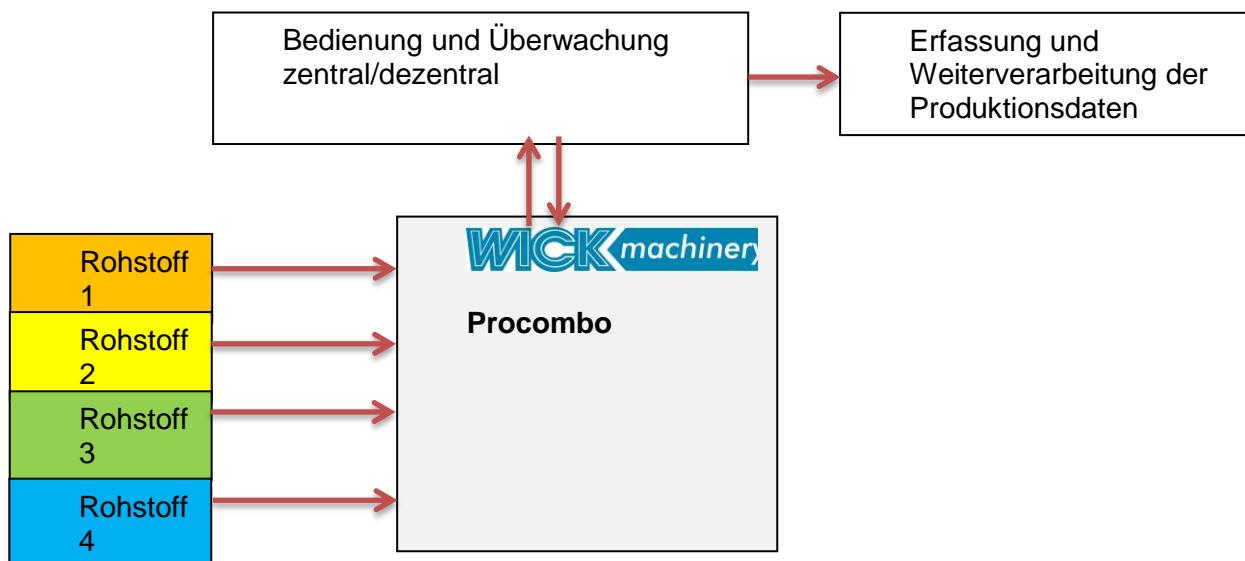 Bedienung und Überwachung
zentral/dezentral
Erfassung und
Weiterverarbeitung der
Produktionsdaten
WICK machinery
Procombo
Rohstoff
1
Rohstoff
2
Rohstoff
3
Rohstoff
4